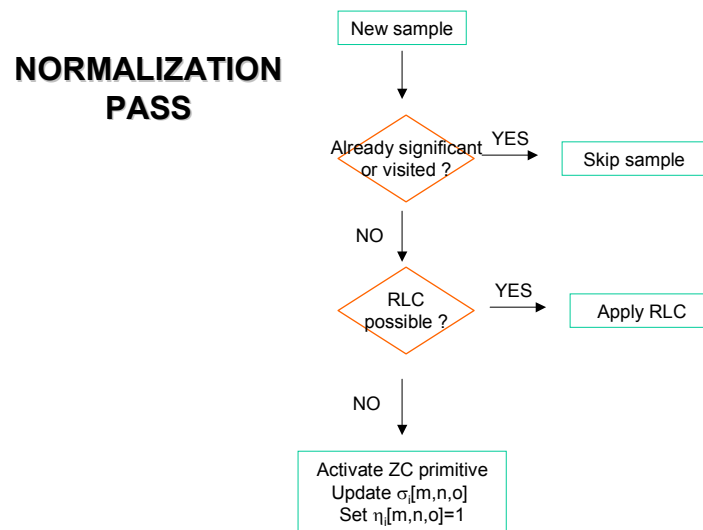 NORMALIZATION
PASS
New sample
Already significant
or visited ?
YES
Skip sample
NO
RLC
possible ?
YES
Apply RLC
NO
Activate ZC primitive
Update σi[m,n,o]
Set ηi[m,n,o]=1